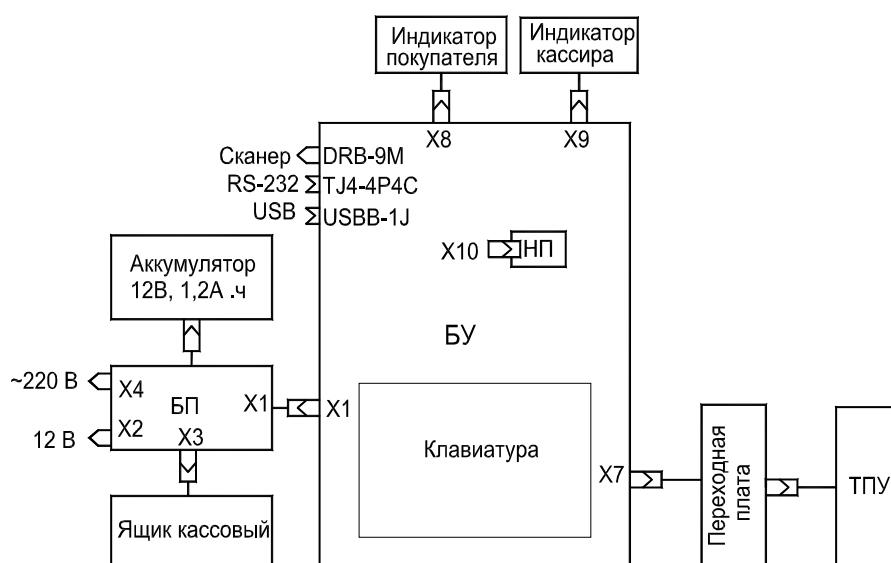 Индикатор
покупателя
Индикатор
кассира
X8
X9
Сканер
DRB-9M
RS-232
TJ4-4P4C
USB
USBB-1J
X10
НП
Аккумулятор
12В, 1,2А .ч
БУ
~220 В
X4
БП
X1
X1
12 В
X2
X3
Клавиатура
X7
Переходная
плата
ТПУ
Ящик кассовый